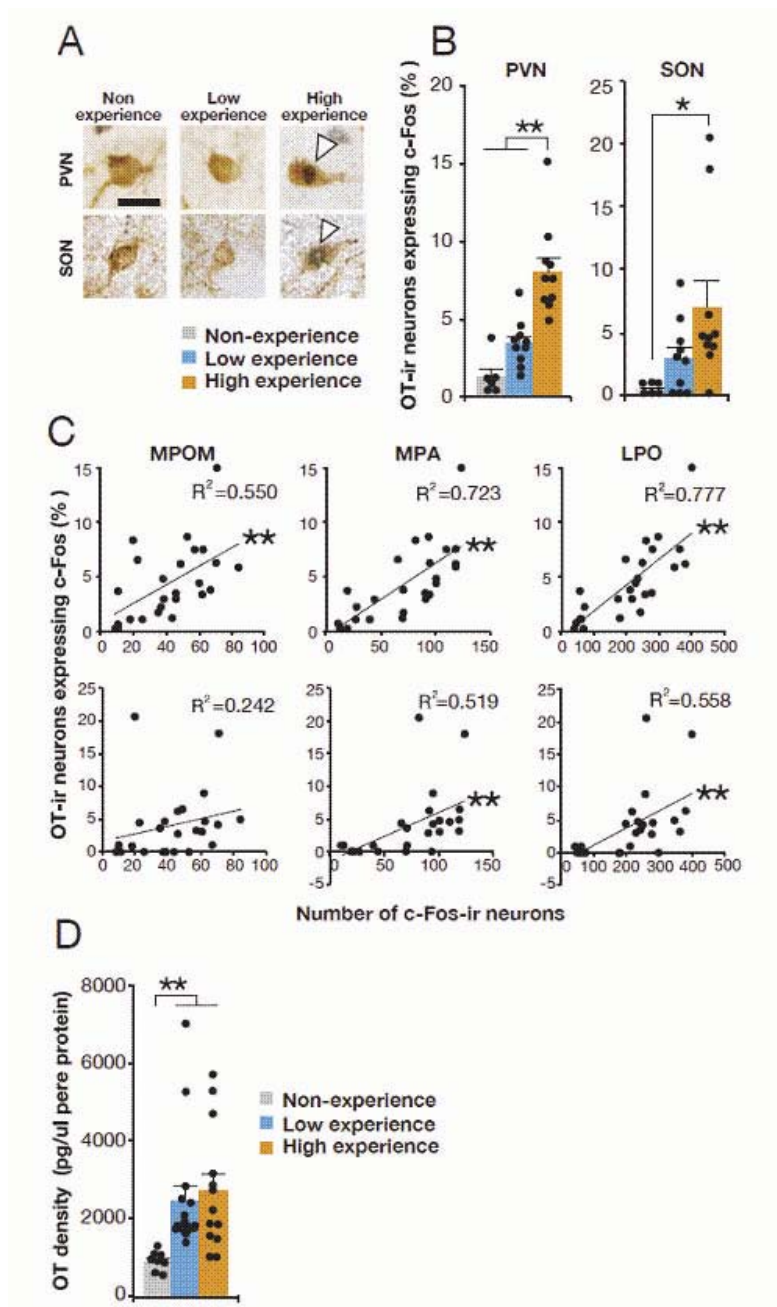 A
Non experience
Low experience
High experience
PVN
SON
Non-experience
Low experience
High experience
B
PVN
SON
OT-ir neurons expressing c-Fos (%)
20
15
10
5
0
**
25
20
15
10
5
0
*
C
MPOM
MPA
LPO
OT-ir neurons expressing c-Fos (%)
15
10
5
0
0 20 40 60 80 100
R²=0.550
**
15
10
5
0
0 50 100 150
R²=0.723
**
15
10
5
0
0 100 200 300 400 500
R²=0.777
**
25
20
15
10
5
0
0 20 40 60 80 100
R²=0.242
25
20
15
10
5
0
-5
0 50 100 150
R²=0.519
**
25
20
15
10
5
0
-5
0 100 200 300 400 500
R²=0.558
**
Number of c-Fos-ir neurons
D
OT density (pg/ul pere protein)
8000
6000
4000
2000
0
**
Non-experience
Low experience
High experience